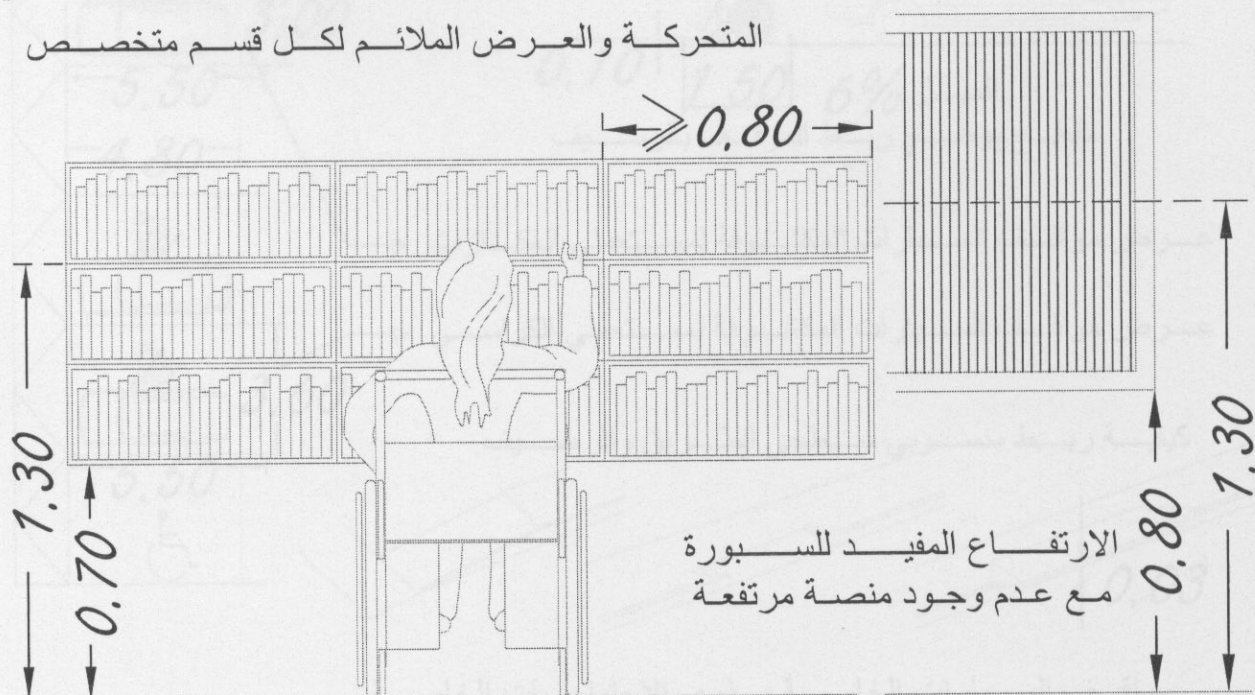 المتحركة والعرض الملائم لكل قسم متخصص
≥ 0.80
1.30
0.70
الارتفاع المفيد للسبورة
مع عدم وجود منصة مرتفعة
0.80
1.30